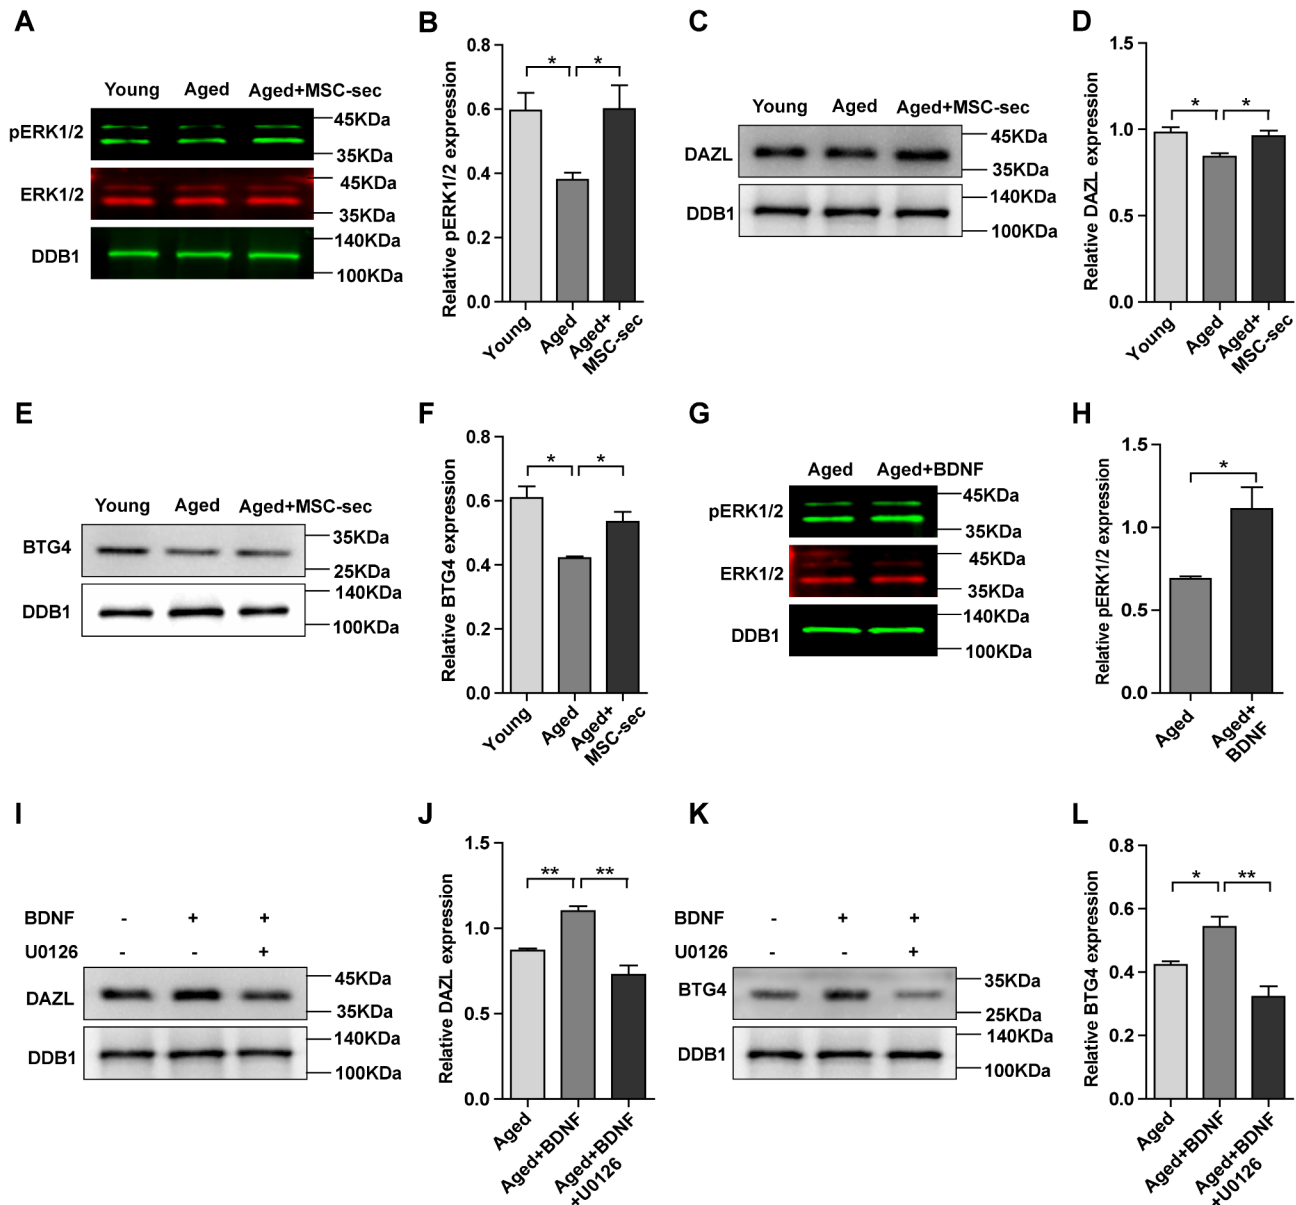 A
Young Aged Aged+MSC-sec
pERK1/2
45KDa
35KDa
ERK1/2
45KDa
35KDa
DDB1
140KDa
100KDa
B
Relative pERK1/2 expression
0.8
0.6
0.4
0.2
0.0
* *
Young
Aged
Aged+
MSC-sec
C
Young Aged Aged+MSC-sec
DAZL
45KDa
35KDa
DDB1
140KDa
100KDa
D
Relative DAZL expression
1.5
1.0
0.5
0.0
* *
Young
Aged
Aged+
MSC-sec
E
Young Aged Aged+MSC-sec
BTG4
35KDa
25KDa
DDB1
140KDa
100KDa
F
Relative BTG4 expression
0.8
0.6
0.4
0.2
0.0
* *
Young
Aged
Aged+
MSC-sec
G
Aged Aged+BDNF
pERK1/2
45KDa
35KDa
ERK1/2
45KDa
35KDa
DDB1
140KDa
100KDa
H
Relative pERK1/2 expression
1.5
1.0
0.5
0.0
*
Aged
Aged+
BDNF
I
BDNF - + +
U0126 - - +
DAZL
45KDa
35KDa
DDB1
140KDa
100KDa
J
Relative DAZL expression
1.5
1.0
0.5
0.0
** **
Aged
Aged+BDNF
Aged+BDNF
+U0126
K
BDNF - + +
U0126 - - +
BTG4
35KDa
25KDa
DDB1
140KDa
100KDa
L
Relative BTG4 expression
0.8
0.6
0.4
0.2
0.0
* **
Aged
Aged+BDNF
Aged+BDNF
+U0126